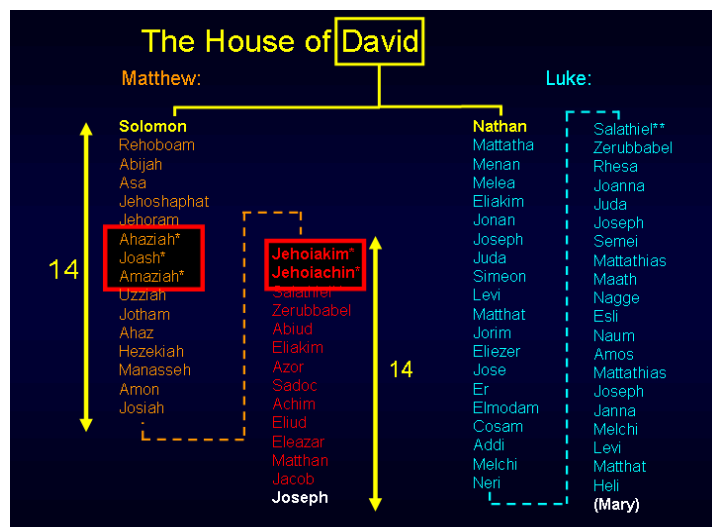 The House of David
Matthew:
Luke:
14
Solomon
Rehoboam
Abijah
Asa
Jehoshaphat
Jehoram
Ahaziah*
Joash*
Amaziah*
Uzziah
Jotham
Ahaz
Hezekiah
Manasseh
Amon
Josiah
Jehoiakim*
Jehoiachin*
Salathiel
Zerubbabel
Abiud
Eliakim
Azor
Sadoc
Achim
Eliud
Eleazar
Matthan
Jacob
Joseph
14
Nathan
Mattatha
Menan
Melea
Eliakim
Jonan
Joseph
Juda
Simeon
Levi
Matthat
Jorim
Eliezer
Jose
Er
Elmodam
Cosam
Addi
Melchi
Neri
Salathiel**
Zerubbabel
Rhesa
Joanna
Juda
Joseph
Semei
Mattathias
Maath
Nagge
Esli
Naum
Amos
Mattathias
Joseph
Janna
Melchi
Levi
Matthat
Heli
(Mary)